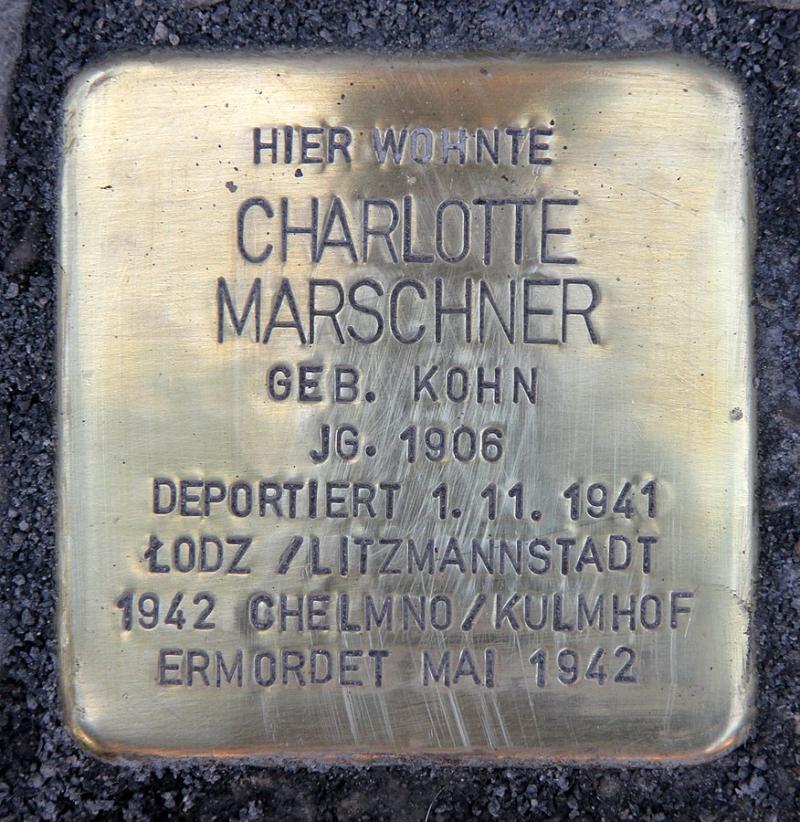 HIER WOHNTE
CHARLOTTE
MARSCHNER
GEB. KOHN
JG. 1906
DEPORTIERT 1.11.1941
ŁODZ / LITZMANNSTADT
1942 CHELMNO / KULMHOF
ERMORDET MAI 1942